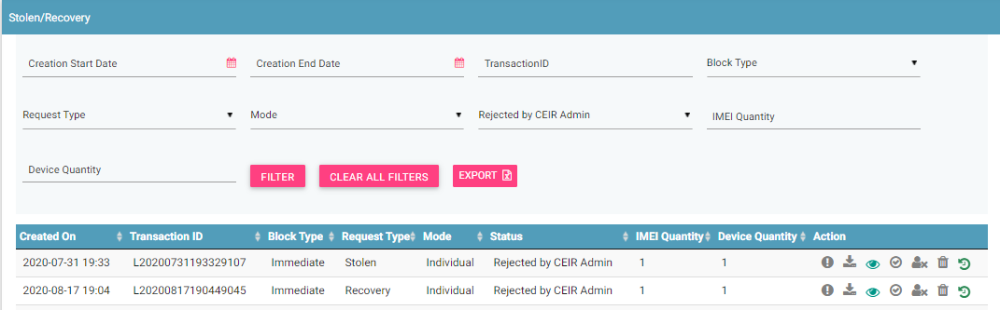 Stolen/Recovery
Creation Start Date Creation End Date TransactionID Block Type
Request Type Mode Rejected by CEIR Admin IMEI Quantity
Device Quantity FILTER CLEAR ALL FILTERS EXPORT
Created On Transaction ID Block Type Request Type Mode Status IMEI Quantity Device Quantity Action
2020-07-31 19:33 L20200731193329107 Immediate Stolen Individual Rejected by CEIR Admin 1 1
2020-08-17 19:04 L20200817190449045 Immediate Recovery Individual Rejected by CEIR Admin 1 1